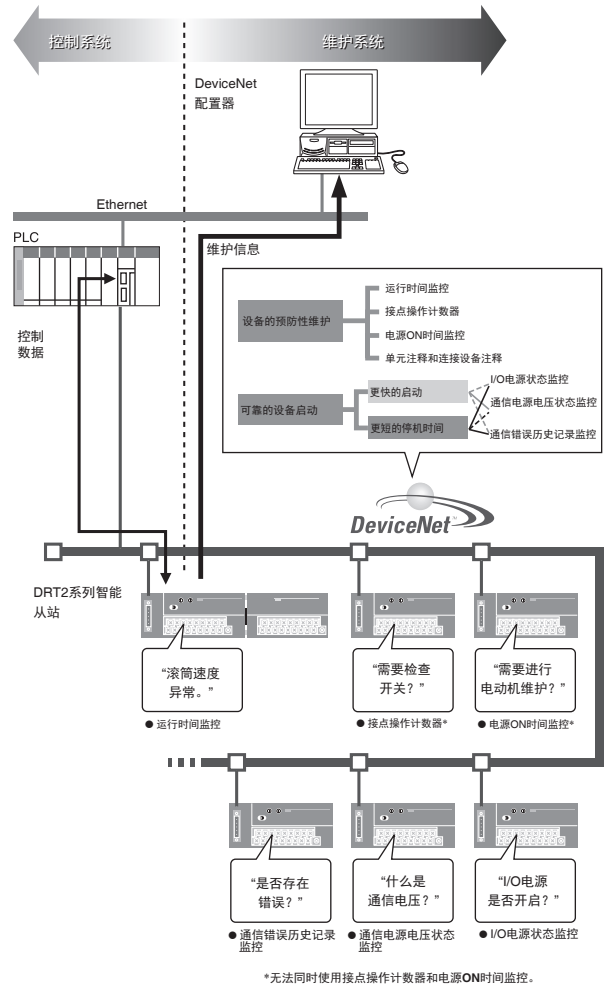 控制系统
维护系统
DeviceNet
配置器
Ethernet
PLC
维护信息
控制
数据
设备的预防性维护
运行时间监控
接点操作计数器
电源ON时间监控
单元注释和连接设备注释
可靠的设备启动
更快的启动
更短的停机时间
I/O电源状态监控
通信电源电压状态监控
通信错误历史记录监控
DeviceNet™
DRT2系列智能
从站
“滚筒速度
异常。”
● 运行时间监控
“需要检查
开关？”
● 接点操作计数器*
“需要进行
电动机维护？”
● 电源ON时间监控*
“是否存在
错误？”
● 通信错误历史记录
监控
“什么是
通信电压？”
● 通信电源电压状态
监控
“I/O电源
是否开启？”
● I/O电源状态监控
*无法同时使用接点操作计数器和电源ON时间监控。